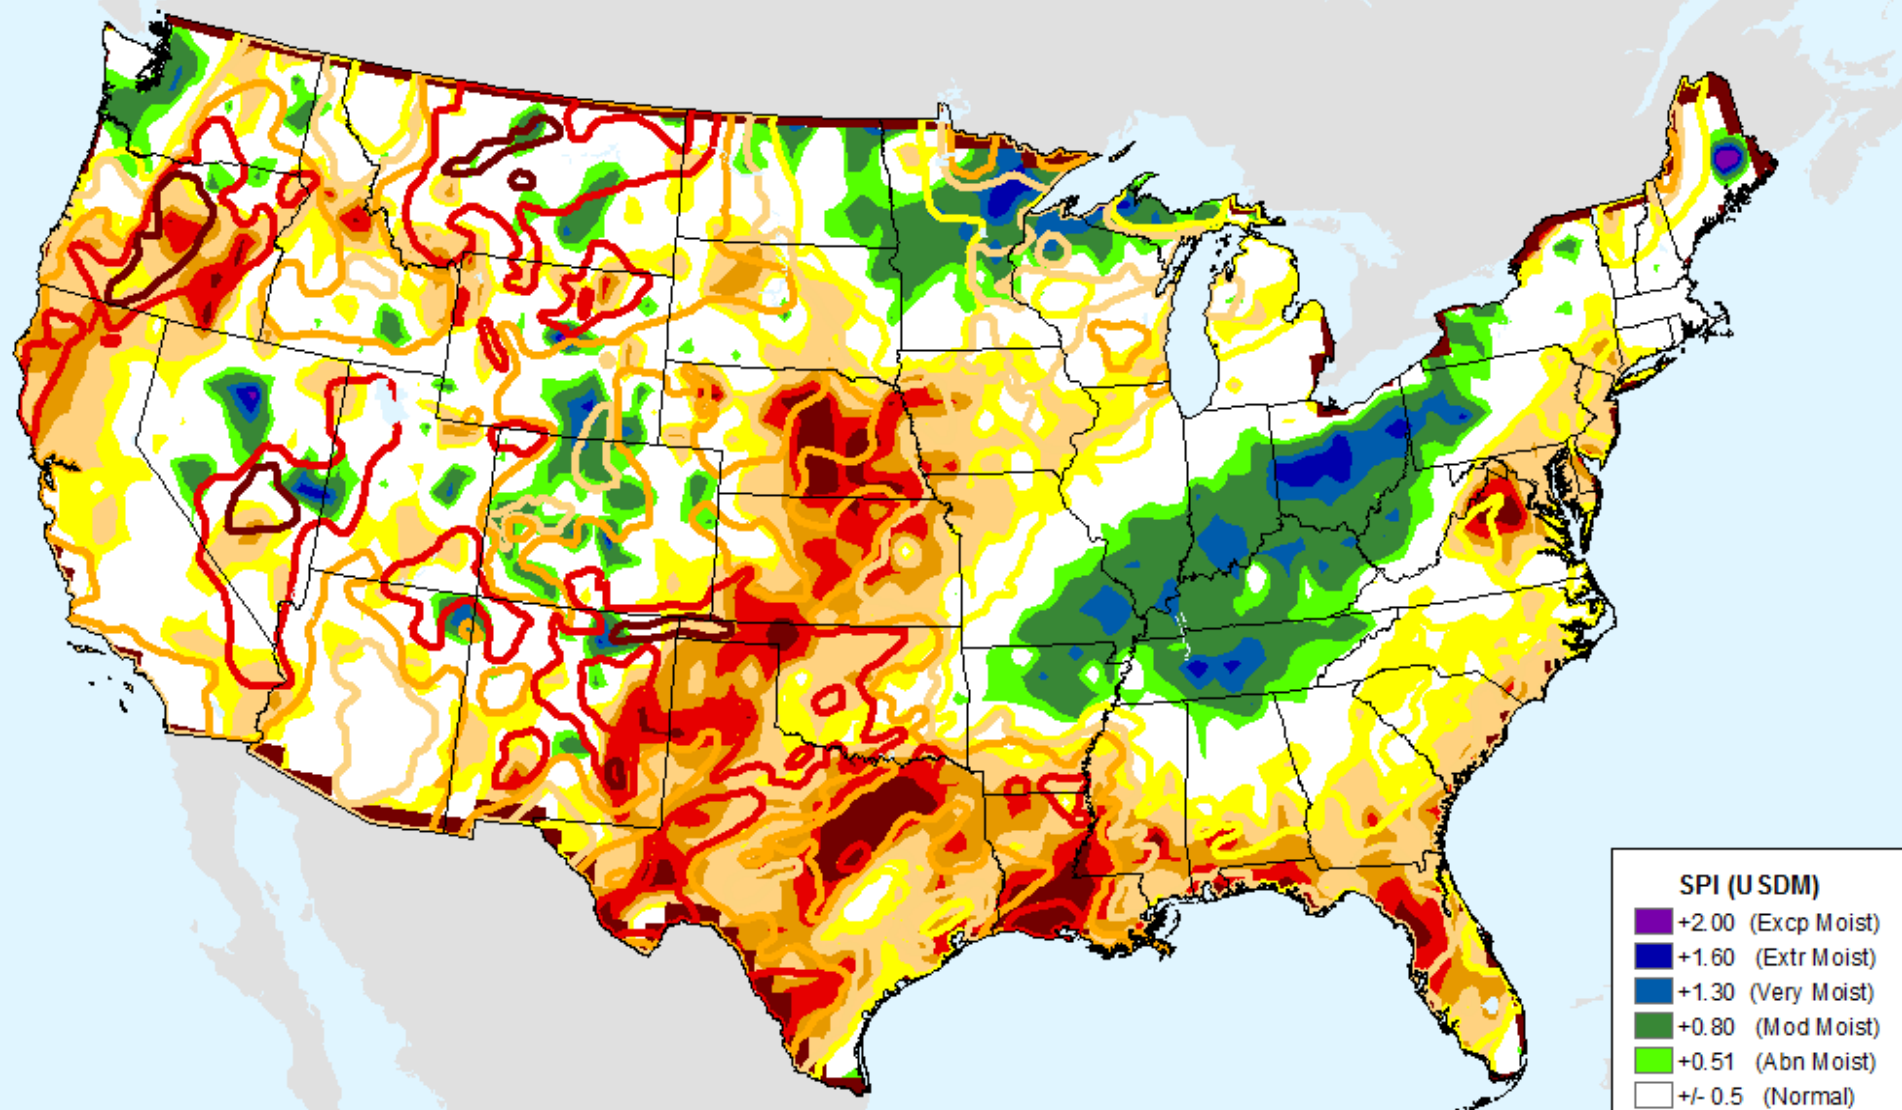 SPI (USDM)
+2.00 (Excp Moist)
+1.60 (Extr Moist)
+1.30 (Very Moist)
+0.80 (Mod Moist)
+0.51 (Abn Moist)
+/- 0.5 (Normal)